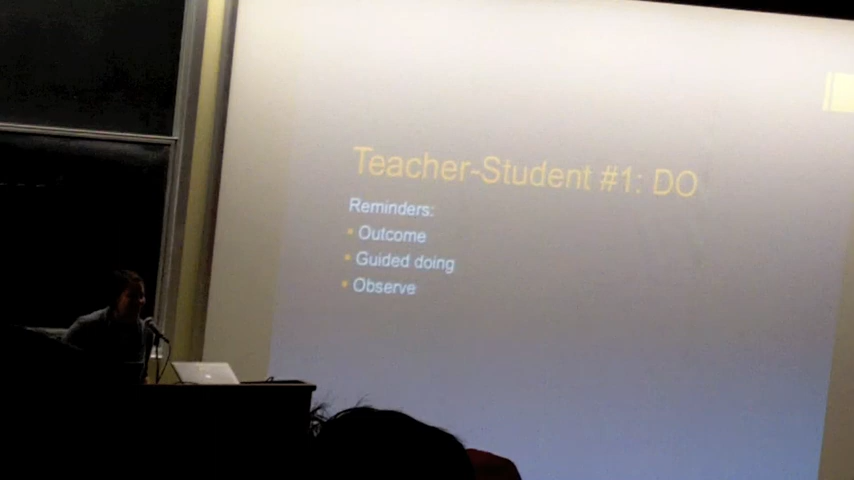 Teacher-Student #1: DO
Reminders:
▪ Outcome
▪ Guided doing
▪ Observe